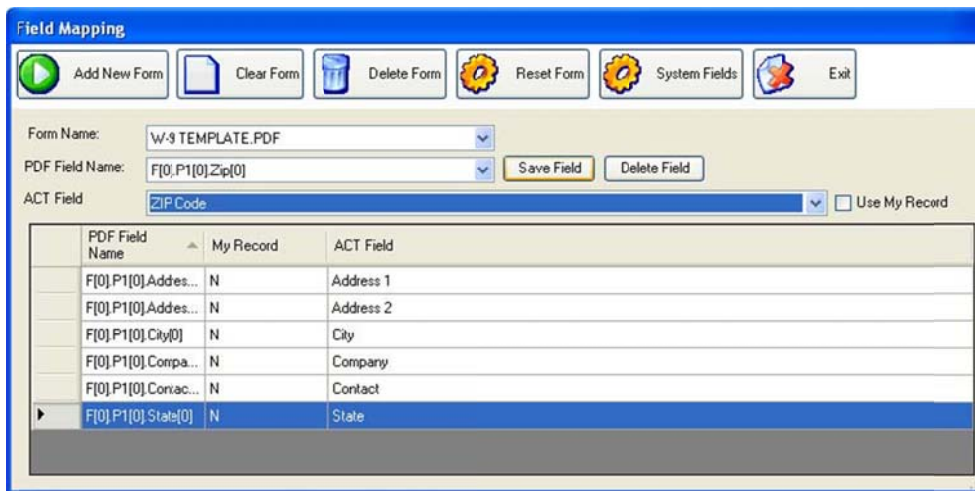 Field Mapping
Add New Form Clear Form Delete Form Reset Form System Fields Exit
Form Name: W-9 TEMPLATE.PDF
PDF Field Name: F[0].P1[0].Zip[0] Save Field Delete Field
ACT Field ZIP Code Use My Record
PDF Field Name My Record ACT Field
F[0].P1[0].Addres... N Address 1
F[0].P1[0].Addres... N Address 2
F[0].P1[0].City[0] N City
F[0].P1[0].Compa... N Company
F[0].P1[0].Contac... N Contact
F[0].P1[0].State[0] N State